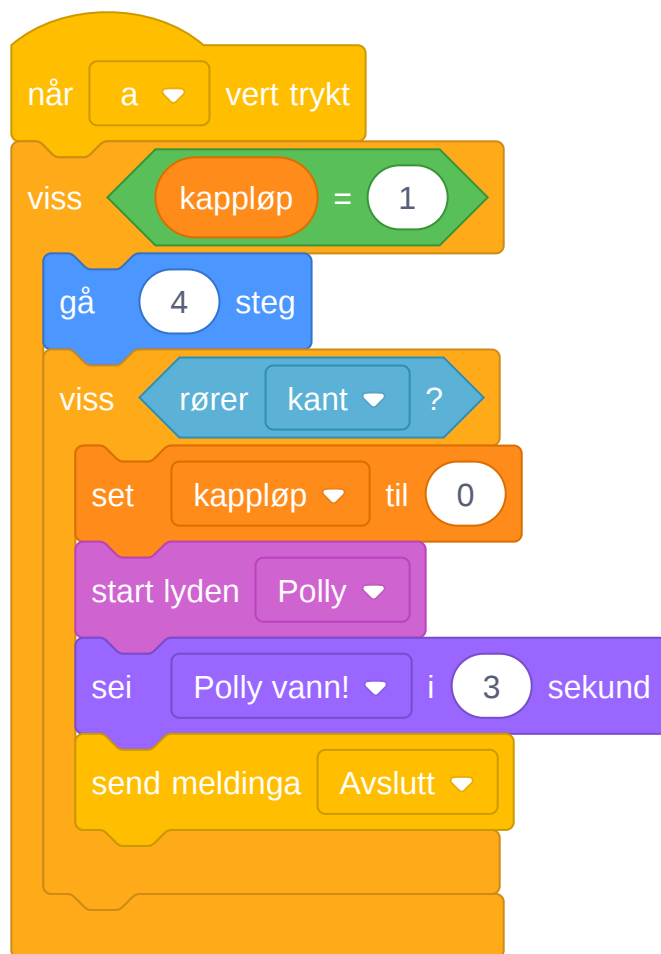 når a vert trykt
viss kappløp = 1
gå 4 steg
viss rører kant ?
set kappløp til 0
start lyden Polly
sei Polly vann! i 3 sekund
send meldinga Avslutt